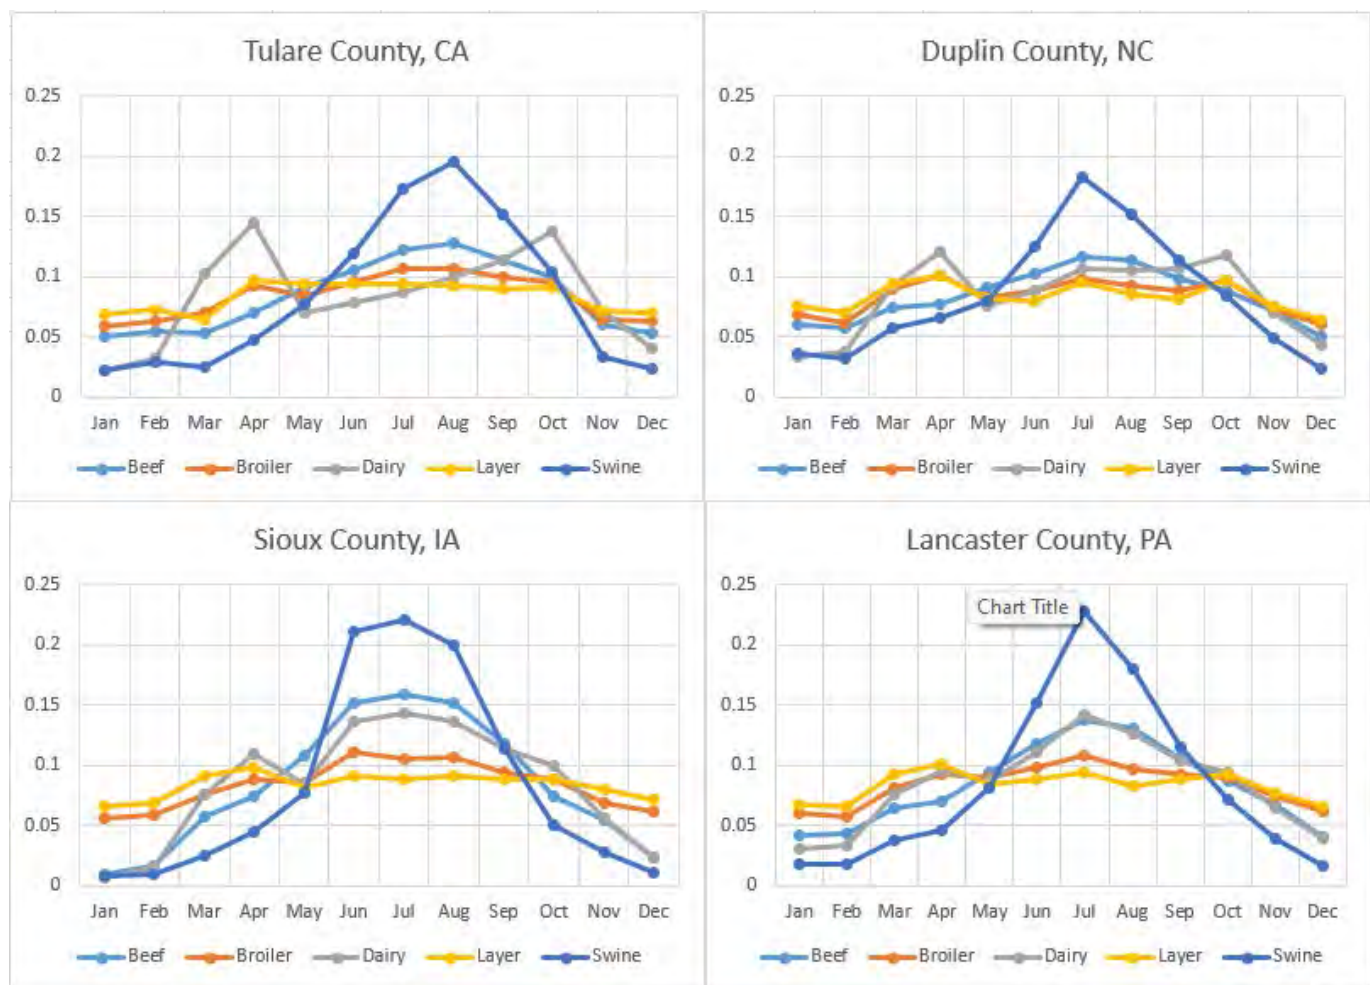 Tulare County, CA
0.25
0.2
0.15
0.1
0.05
0
Jan Feb Mar Apr May Jun Jul Aug Sep Oct Nov Dec
Beef Broiler Dairy Layer Swine
Duplin County, NC
0.25
0.2
0.15
0.1
0.05
0
Jan Feb Mar Apr May Jun Jul Aug Sep Oct Nov Dec
Beef Broiler Dairy Layer Swine
Sioux County, IA
0.25
0.2
0.15
0.1
0.05
0
Jan Feb Mar Apr May Jun Jul Aug Sep Oct Nov Dec
Beef Broiler Dairy Layer Swine
Lancaster County, PA
0.25
Chart Title
0.2
0.15
0.1
0.05
0
Jan Feb Mar Apr May Jun Jul Aug Sep Oct Nov Dec
Beef Broiler Dairy Layer Swine